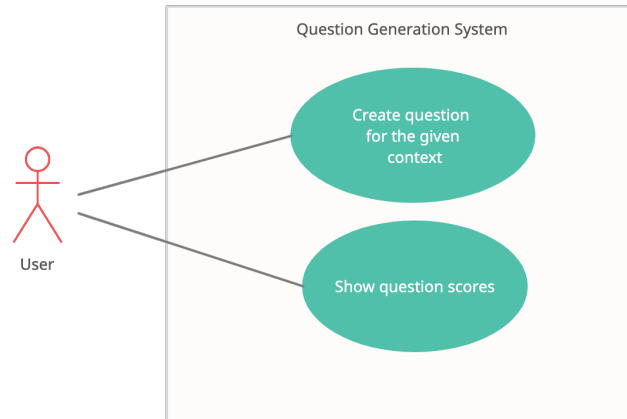 Question Generation System
Create question
for the given
context
User
Show question scores